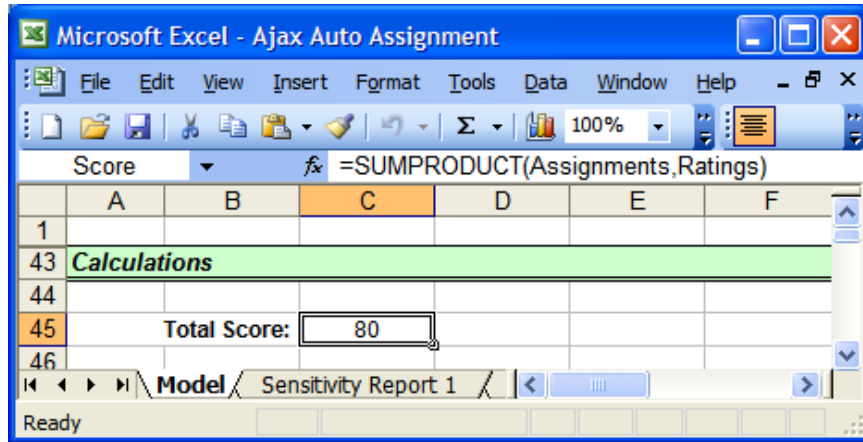 Microsoft Excel - Ajax Auto Assignment
File Edit View Insert Format Tools Data Window Help
Σ 100%
Score fx =SUMPRODUCT(Assignments,Ratings)
A B C D E F
1
43 Calculations
44
45 Total Score: 80
46
Model Sensitivity Report 1
Ready